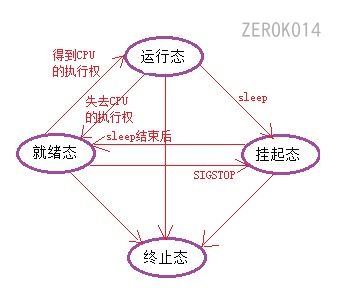 ZEROK014
得到CPU
的执行权
运行态
失去CPU
的执行权
sleep
sleep结束后
就绪态
挂起态
SIGSTOP
终止态